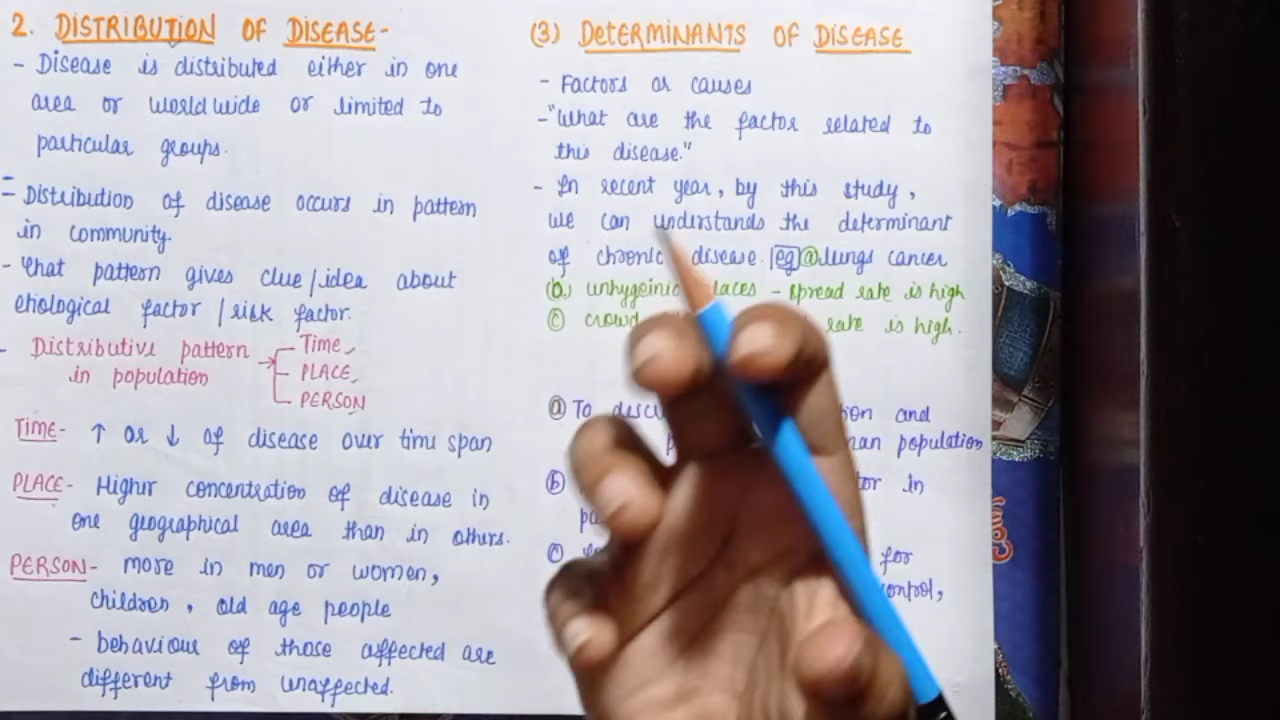 2. DISTRIBUTION OF DISEASE-
- Disease is distributed either in one
area or world wide or limited to
particular groups.
= Distribution of disease occurs in pattern
in community.
- That pattern gives clue/idea about
etiological factor/risk factor.
- Distributive pattern → Time
in population PLACE
PERSON
TIME- ↑ or ↓ of disease over time span
PLACE- Higher concentration of disease in
one geographical area than in others.
PERSON- more in men or women,
children, old age people
- behaviour of those affected are
different from unaffected.
(3) DETERMINANTS OF DISEASE
- Factors or causes
- "What are the factor related to
this disease."
- In recent year, by this study,
we can understands the determinant
of chronic disease. eg ⓐ lungs cancer
(b.) unhygeinic - spread rate is high
ⓒ crowd rate is high.
ⓐ To and
population
ⓑ in
ⓒ for